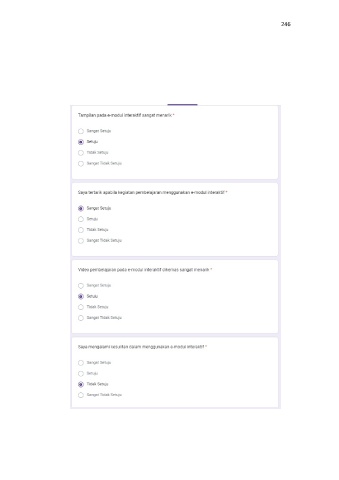 246
Tampilan pada e-modul interaktif sangat menarik *
Sangat Setuju
Setuju
Tidak Setuju
Sangat Tidak Setuju
Saya tertarik apabila kegiatan pembelajaran menggunakan e-modul interaktif *
Sangat Setuju
Setuju
Tidak Setuju
Sangat Tidak Setuju
Video pembelajaran pada e-modul interaktif dikemas sangat menarik *
Sangat Setuju
Setuju
Tidak Setuju
Sangat Tidak Setuju
Saya mengalami kesulitan dalam menggunakan e-modul interaktif *
Sangat Setuju
Setuju
Tidak Setuju
Sangat Tidak Setuju